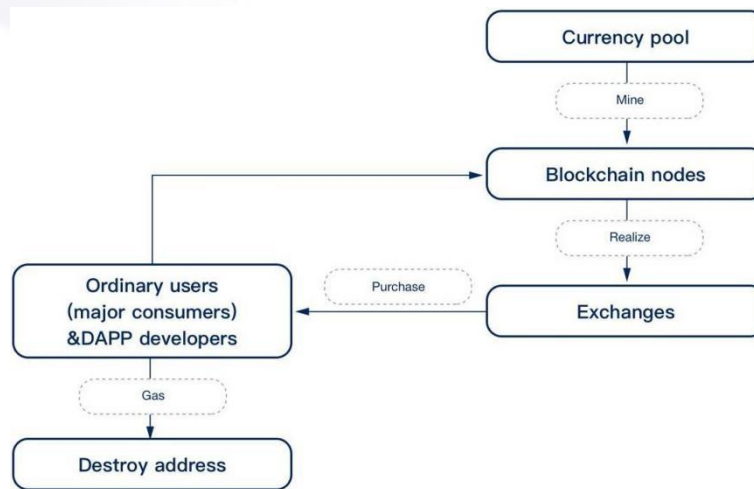 Currency pool
Mine
Blockchain nodes
Realize
Exchanges
Purchase
Ordinary users
(major consumers)
&DAPP developers
Gas
Destroy address